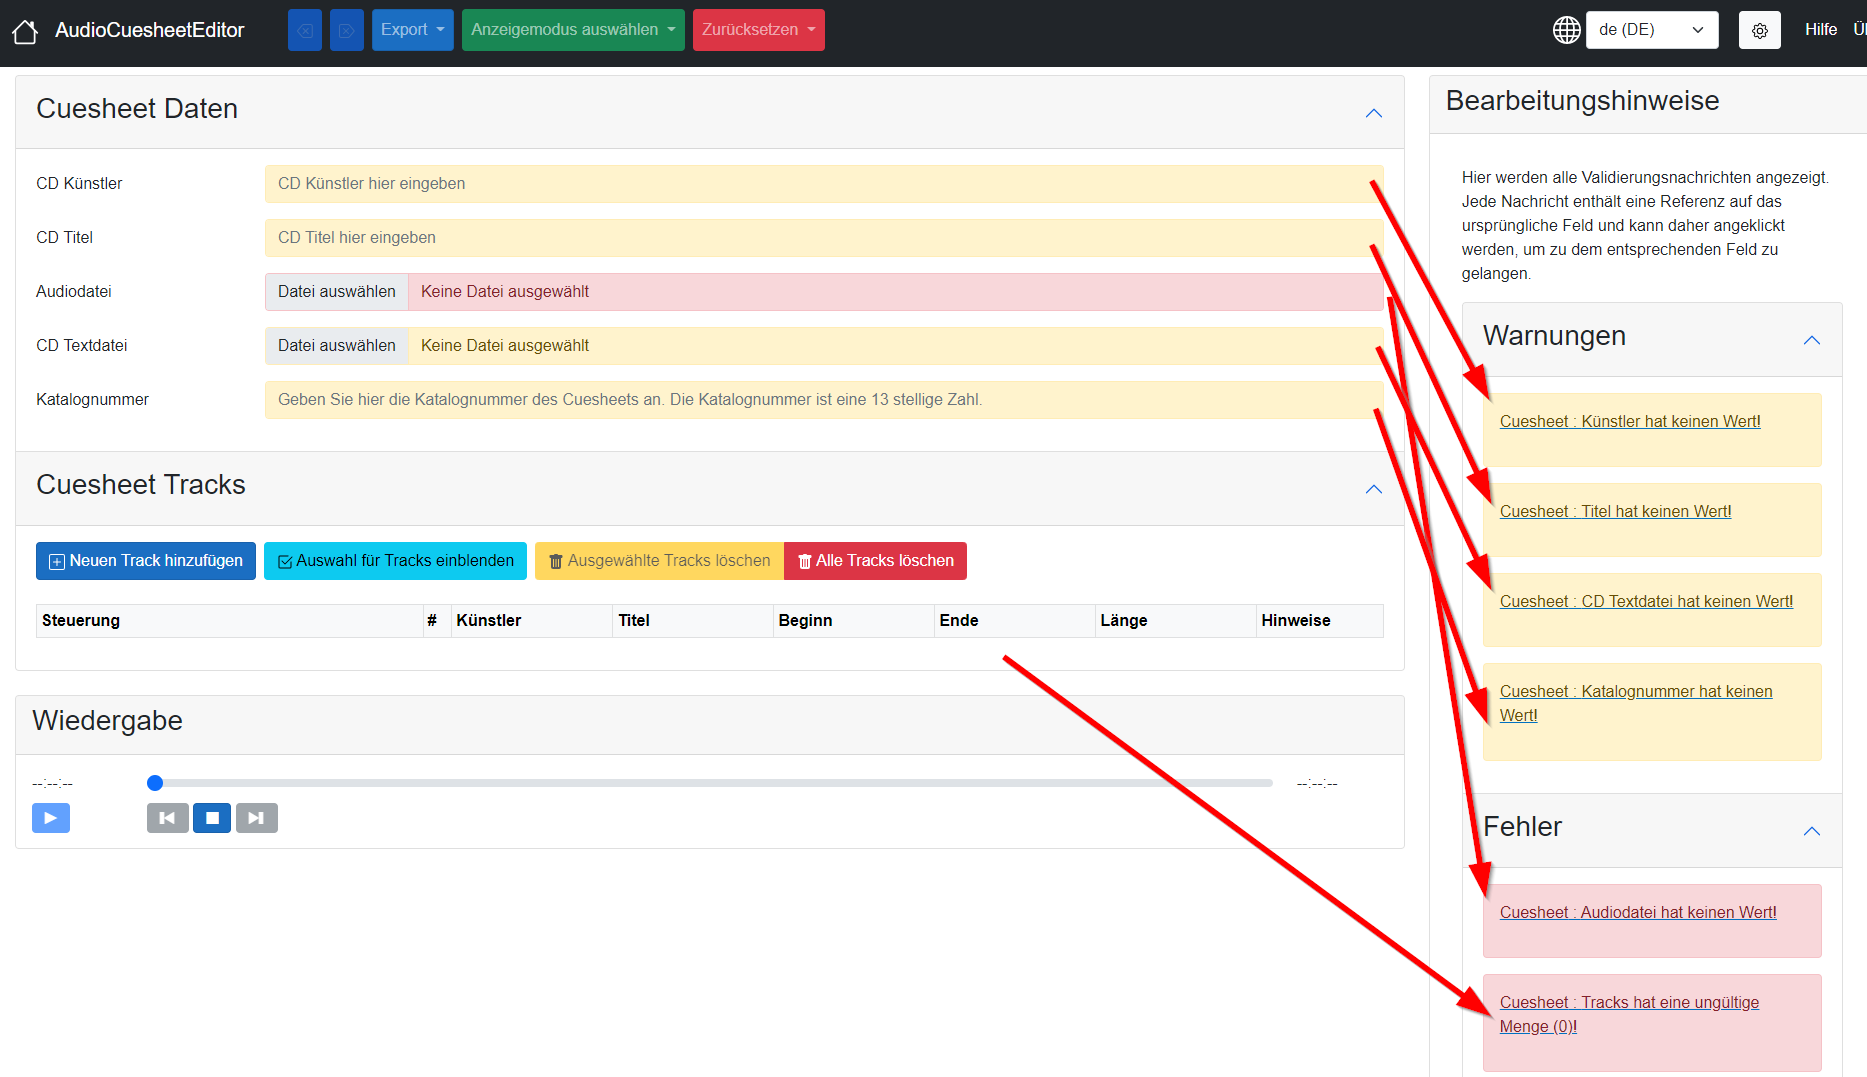 AudioCuesheetEditor
Export
Anzeigemodus auswählen
Zurücksetzen
de (DE)
Hilfe
Cuesheet Daten
CD Künstler
CD Künstler hier eingeben
CD Titel
CD Titel hier eingeben
Audiodatei
Datei auswählen
Keine Datei ausgewählt
CD Textdatei
Datei auswählen
Keine Datei ausgewählt
Katalognummer
Geben Sie hier die Katalognummer des Cuesheets an. Die Katalognummer ist eine 13 stellige Zahl.
Cuesheet Tracks
Neuen Track hinzufügen
Auswahl für Tracks einblenden
Ausgewählte Tracks löschen
Alle Tracks löschen
Steuerung
#
Künstler
Titel
Beginn
Ende
Länge
Hinweise
Wiedergabe
--:--:--
--:--:--
Bearbeitungshinweise
Hier werden alle Validierungsnachrichten angezeigt.
Jede Nachricht enthält eine Referenz auf das
ursprüngliche Feld und kann daher angeklickt
werden, um zu dem entsprechenden Feld zu
gelangen.
Warnungen
Cuesheet : Künstler hat keinen Wert!
Cuesheet : Titel hat keinen Wert!
Cuesheet : CD Textdatei hat keinen Wert!
Cuesheet : Katalognummer hat keinen
Wert!
Fehler
Cuesheet : Audiodatei hat keinen Wert!
Cuesheet : Tracks hat eine ungültige
Menge (0)!